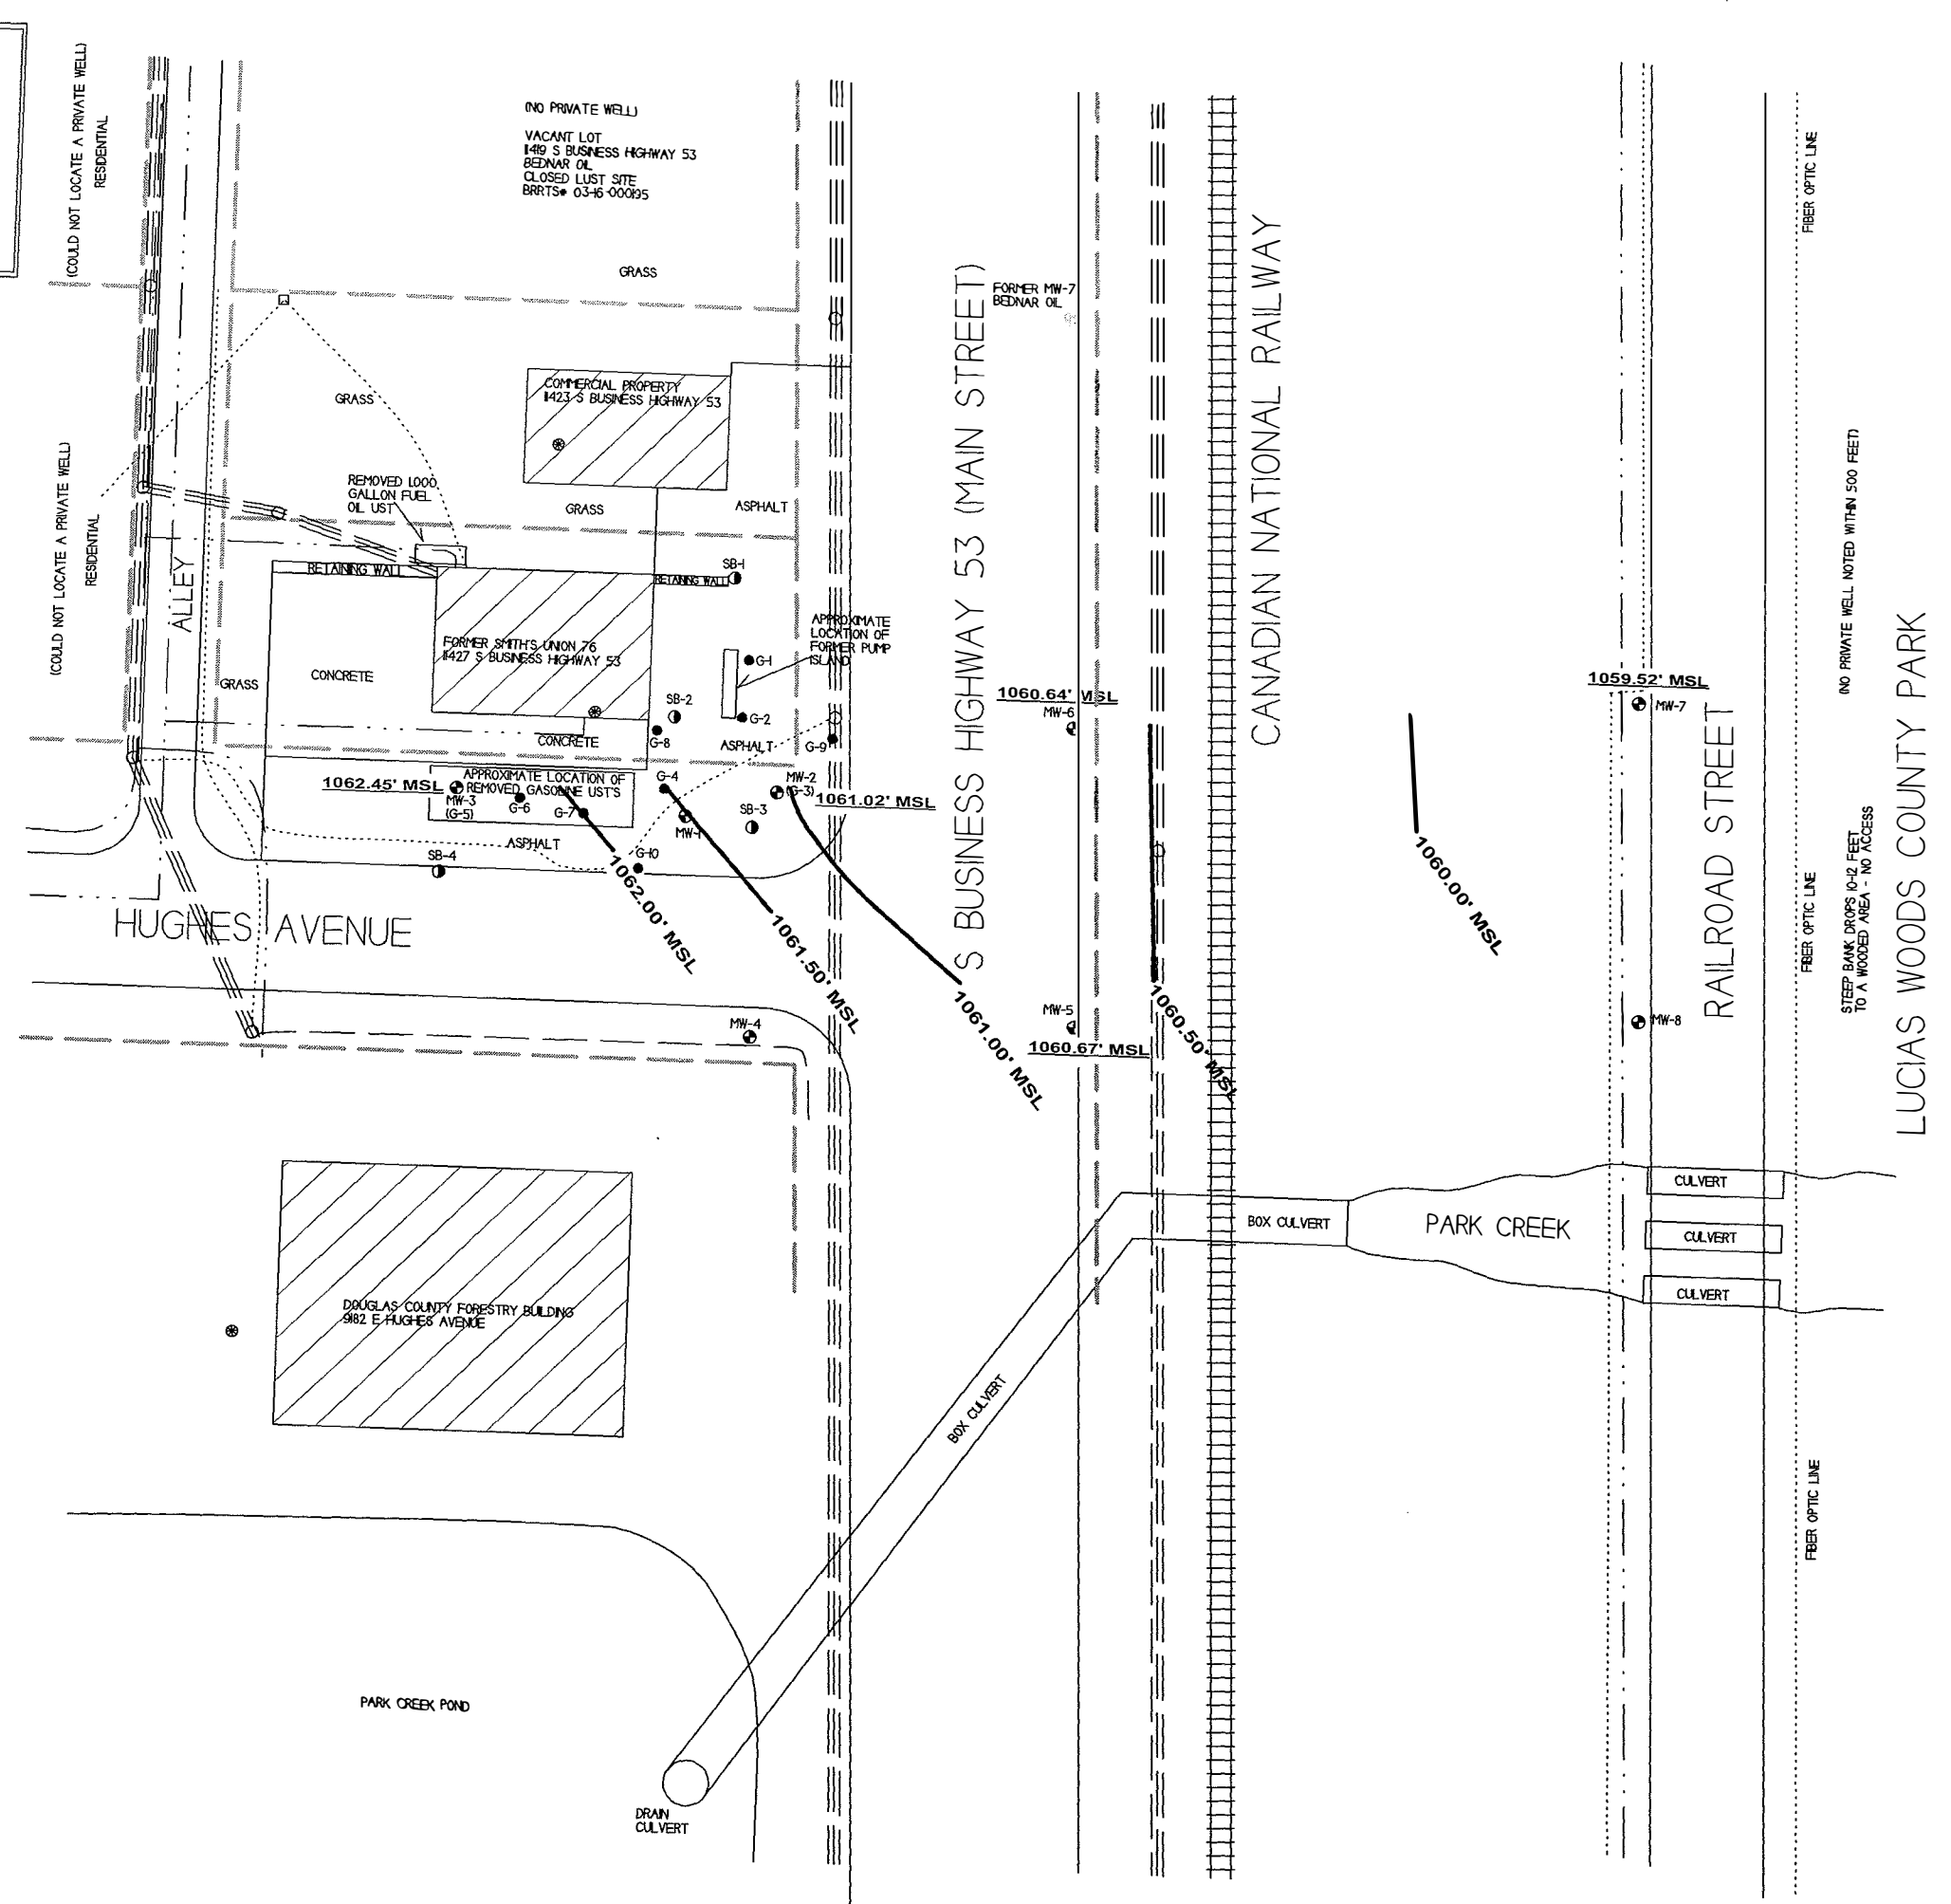 (COULD NOT LOCATE A PRIVATE WELL)
RESIDENTIAL
(NO PRIVATE WELL)
VACANT LOT
11419 S BUSINESS HIGHWAY 53
BEDNAR OIL
CLOSED LUST SITE
BRRTS# 03-16-000195
GRASS
FIBER OPTIC LINE
FORMER MW-7
BEDNAR OIL
S BUSINESS HIGHWAY 53 (MAIN STREET)
CANADIAN NATIONAL RAILWAY
COMMERCIAL PROPERTY
11423 S BUSINESS HIGHWAY 53
GRASS
(COULD NOT LOCATE A PRIVATE WELL)
RESIDENTIAL
REMOVED 1,000
GALLON FUEL
OIL UST
GRASS
ASPHALT
(NO PRIVATE WELL NOTED WITHIN 500 FEET)
ALLEY
RETAINING WALL
RETAINING WALL
SB-1
APPROXIMATE
LOCATION OF
FORMER PUMP
ISLAND
FORMER SMITH'S UNION 76
11427 S BUSINESS HIGHWAY 53
G-1
CONCRETE
GRASS
SB-2
G-2
G-8
CONCRETE
ASPHALT
G-9
1060.64' MSL
MW-6
1059.52' MSL
MW-7
RAILROAD STREET
LUCIAS WOODS COUNTY PARK
1062.45' MSL
APPROXIMATE LOCATION OF
REMOVED GASOLINE UST'S
MW-3
(G-5)
G-6
G-7
G-4
MW-1
MW-2
(G-3)
1061.02' MSL
SB-3
ASPHALT
G-10
SB-4
1062.00' MSL
1061.50' MSL
1061.00' MSL
1060.50' MSL
1060.00' MSL
HUGHES AVENUE
FIBER OPTIC LINE
STEEP BANK DROPS 10-12 FEET
TO A WOODED AREA - NO ACCESS
MW-4
MW-5
1060.67' MSL
MW-8
CULVERT
BOX CULVERT
PARK CREEK
CULVERT
CULVERT
DOUGLAS COUNTY FORESTRY BUILDING
9182 E HUGHES AVENUE
BOX CULVERT
FIBER OPTIC LINE
PARK CREEK POND
DRAIN
CULVERT